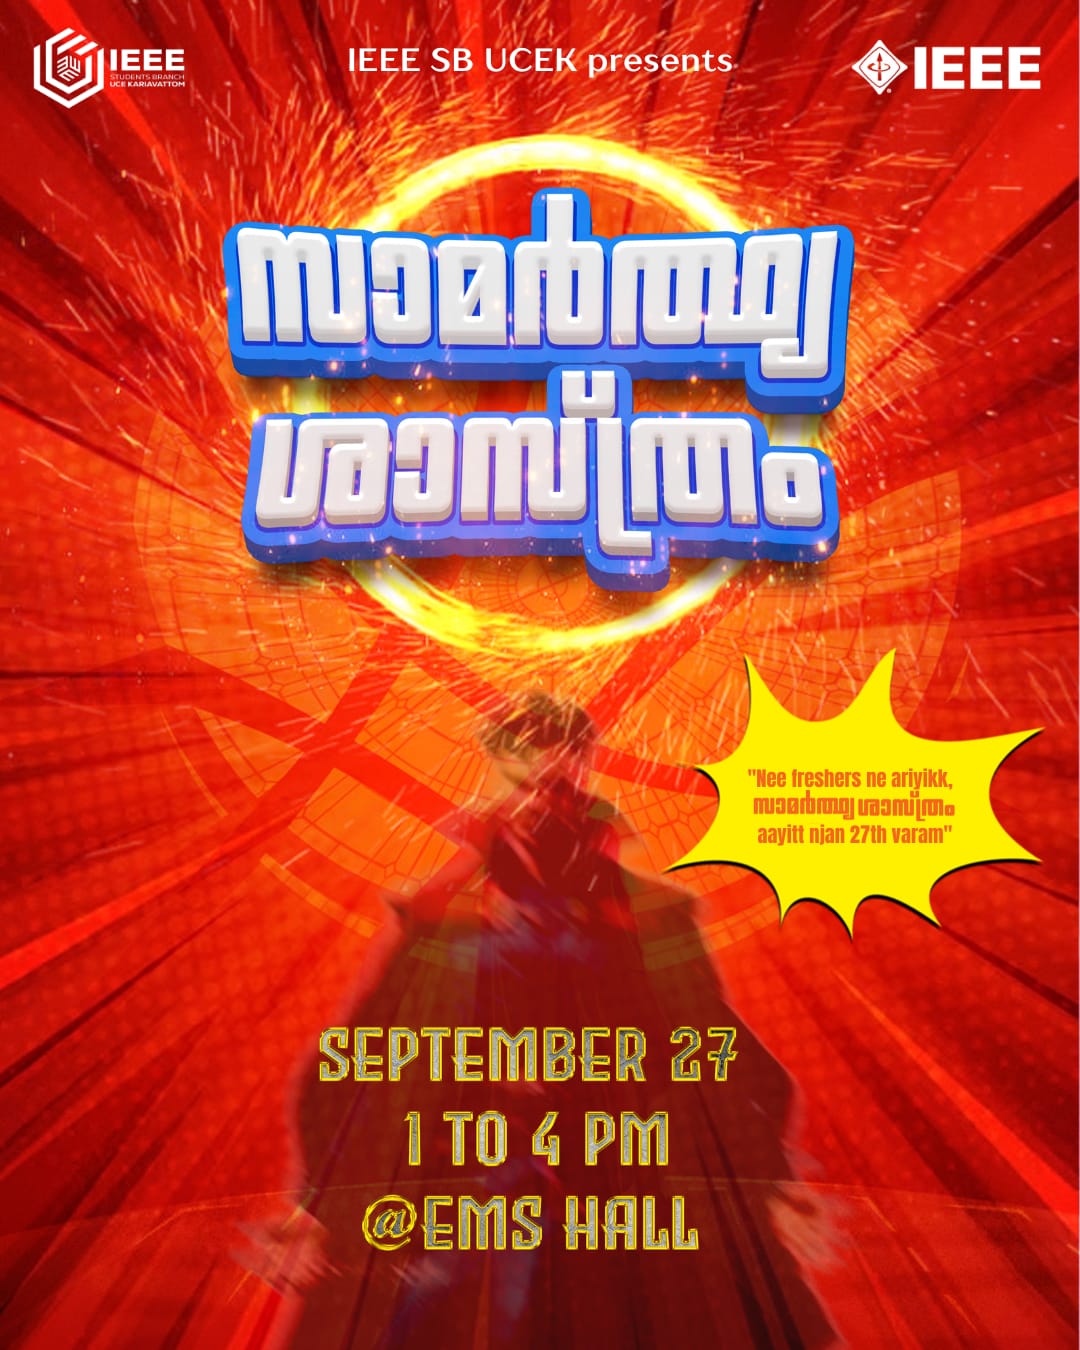 IEEE
STUDENTS BRANCH
UCE KARIAVATTOM
IEEE SB UCEK presents
IEEE
സാമർത്ഥ്യ
ശാസ്ത്രം
"Nee freshers ne ariyikk,
സാമർത്ഥ്യ ശാസ്ത്രം
aayitt njan 27th varam"
SEPTEMBER 27
1 TO 4 PM
@EMS HALL